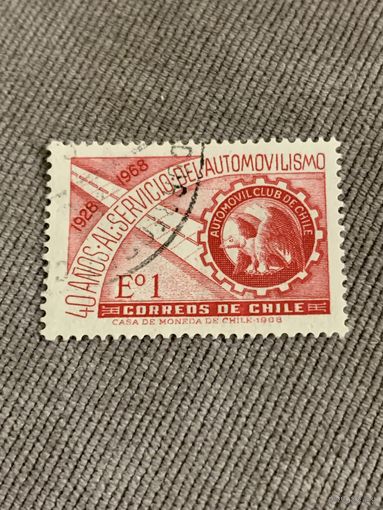 1928 1968
40 AÑOS·AL·SERVICIO·DEL AUTOMOVILISMO
AUTOMOVIL CLUB DE CHILE
Eº 1
CORREOS DE CHILE
CASA DE MONEDA DE CHILE·1968